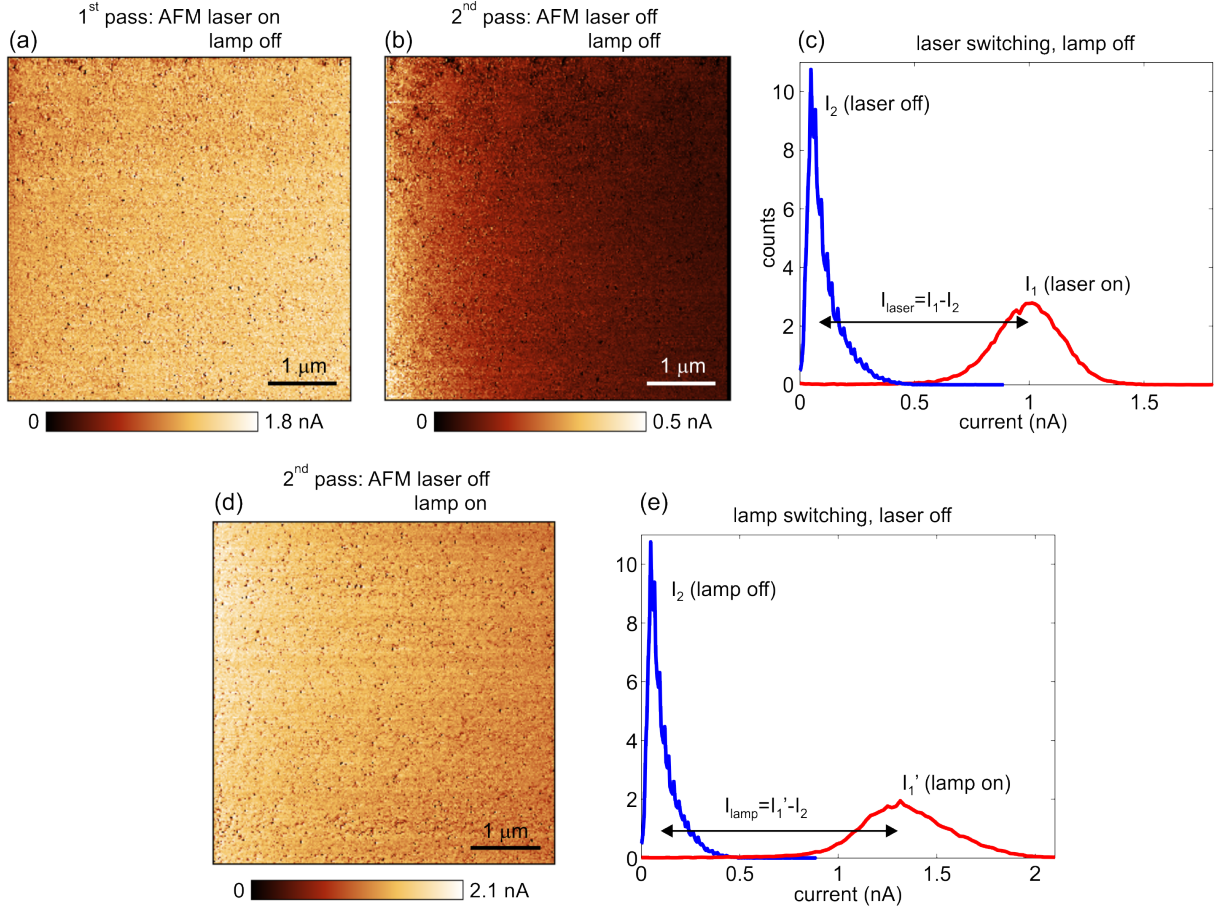 1st pass: AFM laser on
lamp off
(a)
1 μm
0
1.8 nA
2nd pass: AFM laser off
lamp off
(b)
1 μm
0
0.5 nA
(c)
laser switching, lamp off
10
8
6
4
2
0
counts
I2 (laser off)
I1 (laser on)
Ilaser=I1-I2
0
0.5
1
1.5
current (nA)
2nd pass: AFM laser off
lamp on
(d)
1 μm
0
2.1 nA
(e)
lamp switching, laser off
10
8
6
4
2
0
I2 (lamp off)
I1’ (lamp on)
Ilamp=I1’-I2
0
0.5
1
1.5
2
current (nA)